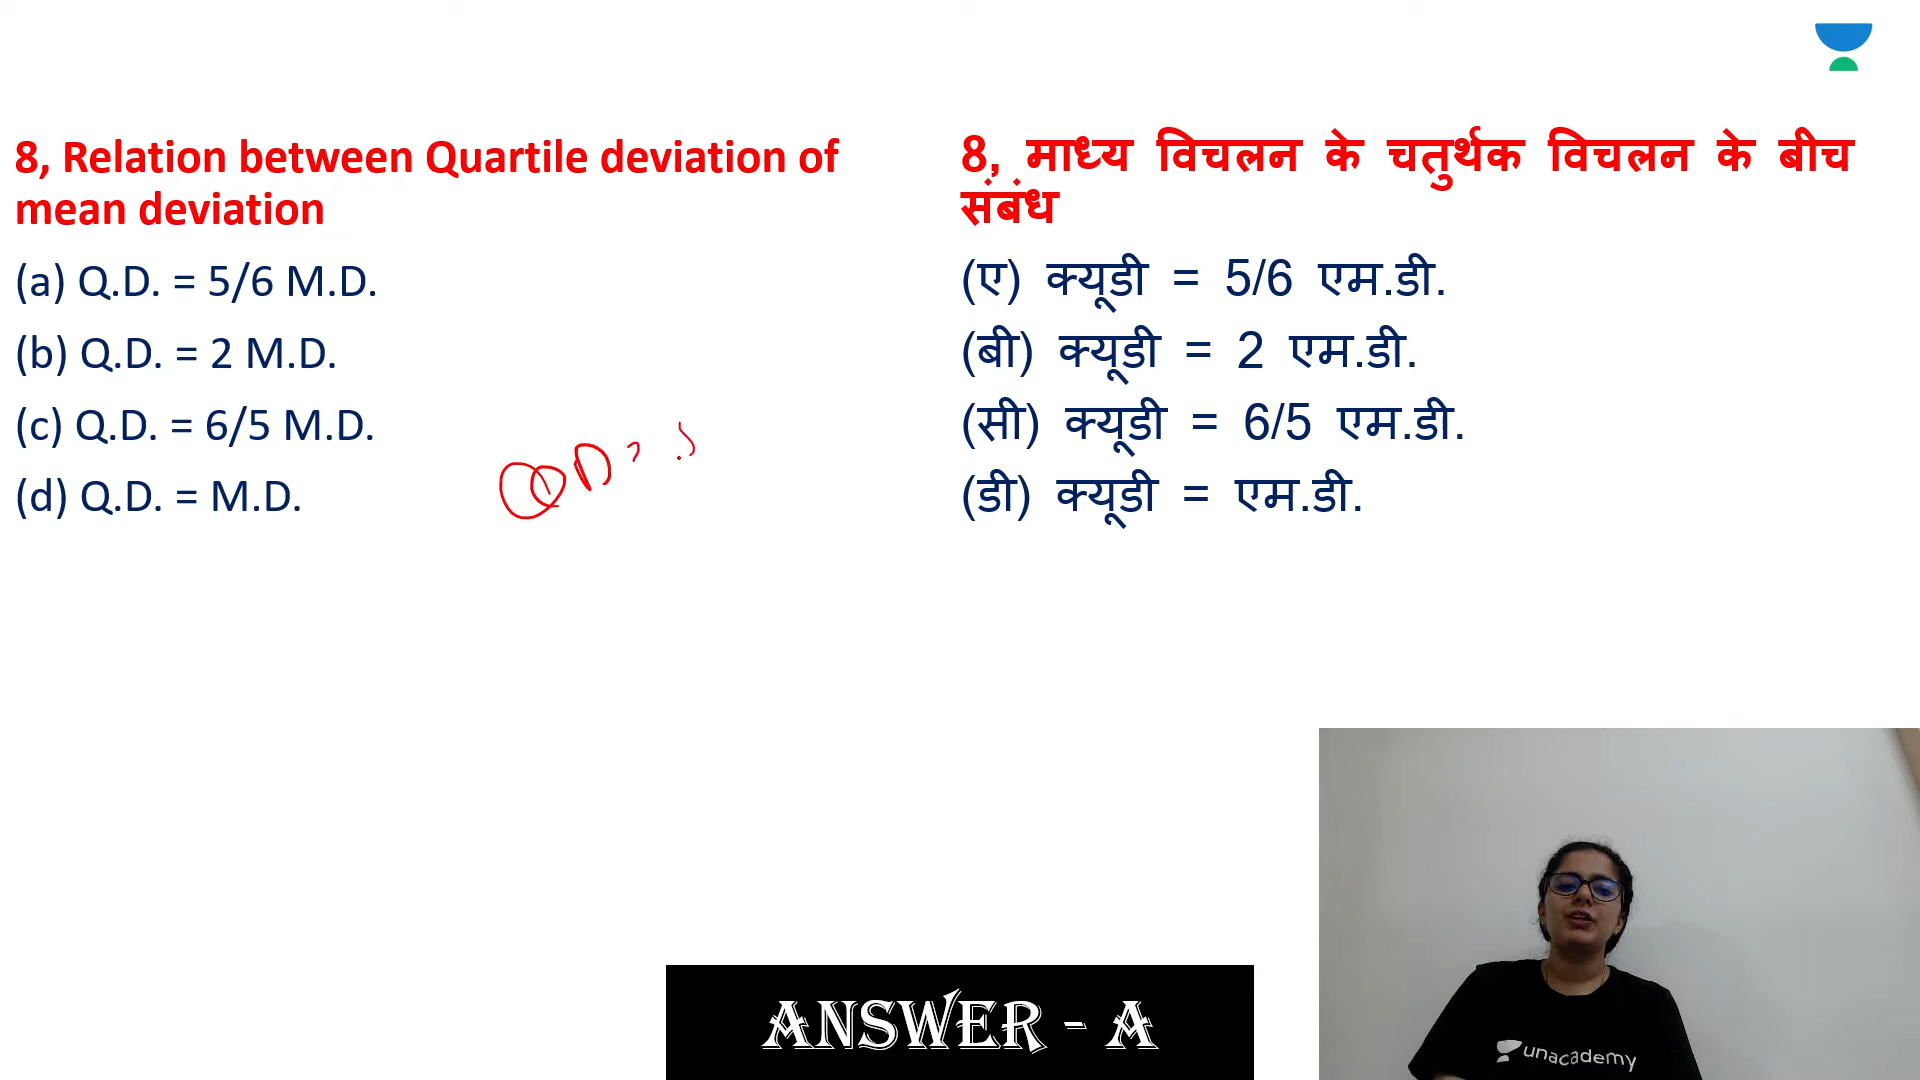 8, Relation between Quartile deviation of
mean deviation
(a) Q.D. = 5/6 M.D.
(b) Q.D. = 2 M.D.
(c) Q.D. = 6/5 M.D.
(d) Q.D. = M.D.
8, माध्य विचलन के चतुर्थक विचलन के बीच
संबंध
(ए) क्यूडी = 5/6 एम.डी.
(बी) क्यूडी = 2 एम.डी.
(सी) क्यूडी = 6/5 एम.डी.
(डी) क्यूडी = एम.डी.
ANSWER - A
unacademy